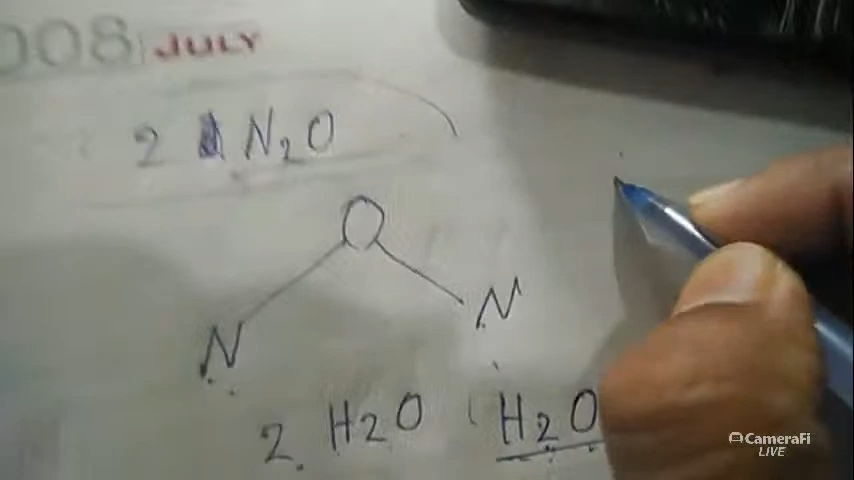 008 JULY
2 N2O
O
N N
2. H2O ( H2O
CameraFi
LIVE